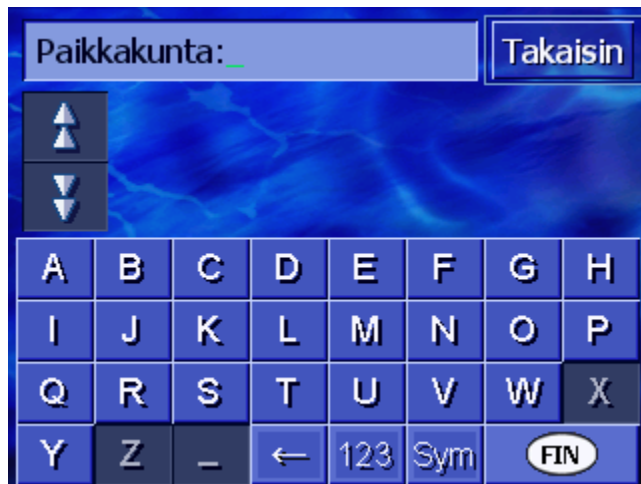 Paikkakunta:_ Takaisin
A B C D E F G H
I J K L M N O P
Q R S T U V W X
Y Z _ ← 123 Sym FIN